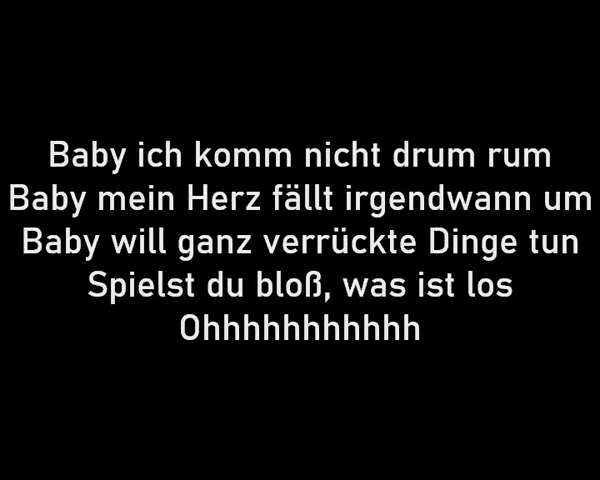 Baby ich komm nicht drum rum
Baby mein Herz fällt irgendwann um
Baby will ganz verrückte Dinge tun
Spielst du bloß, was ist los
Ohhhhhhhhhhh